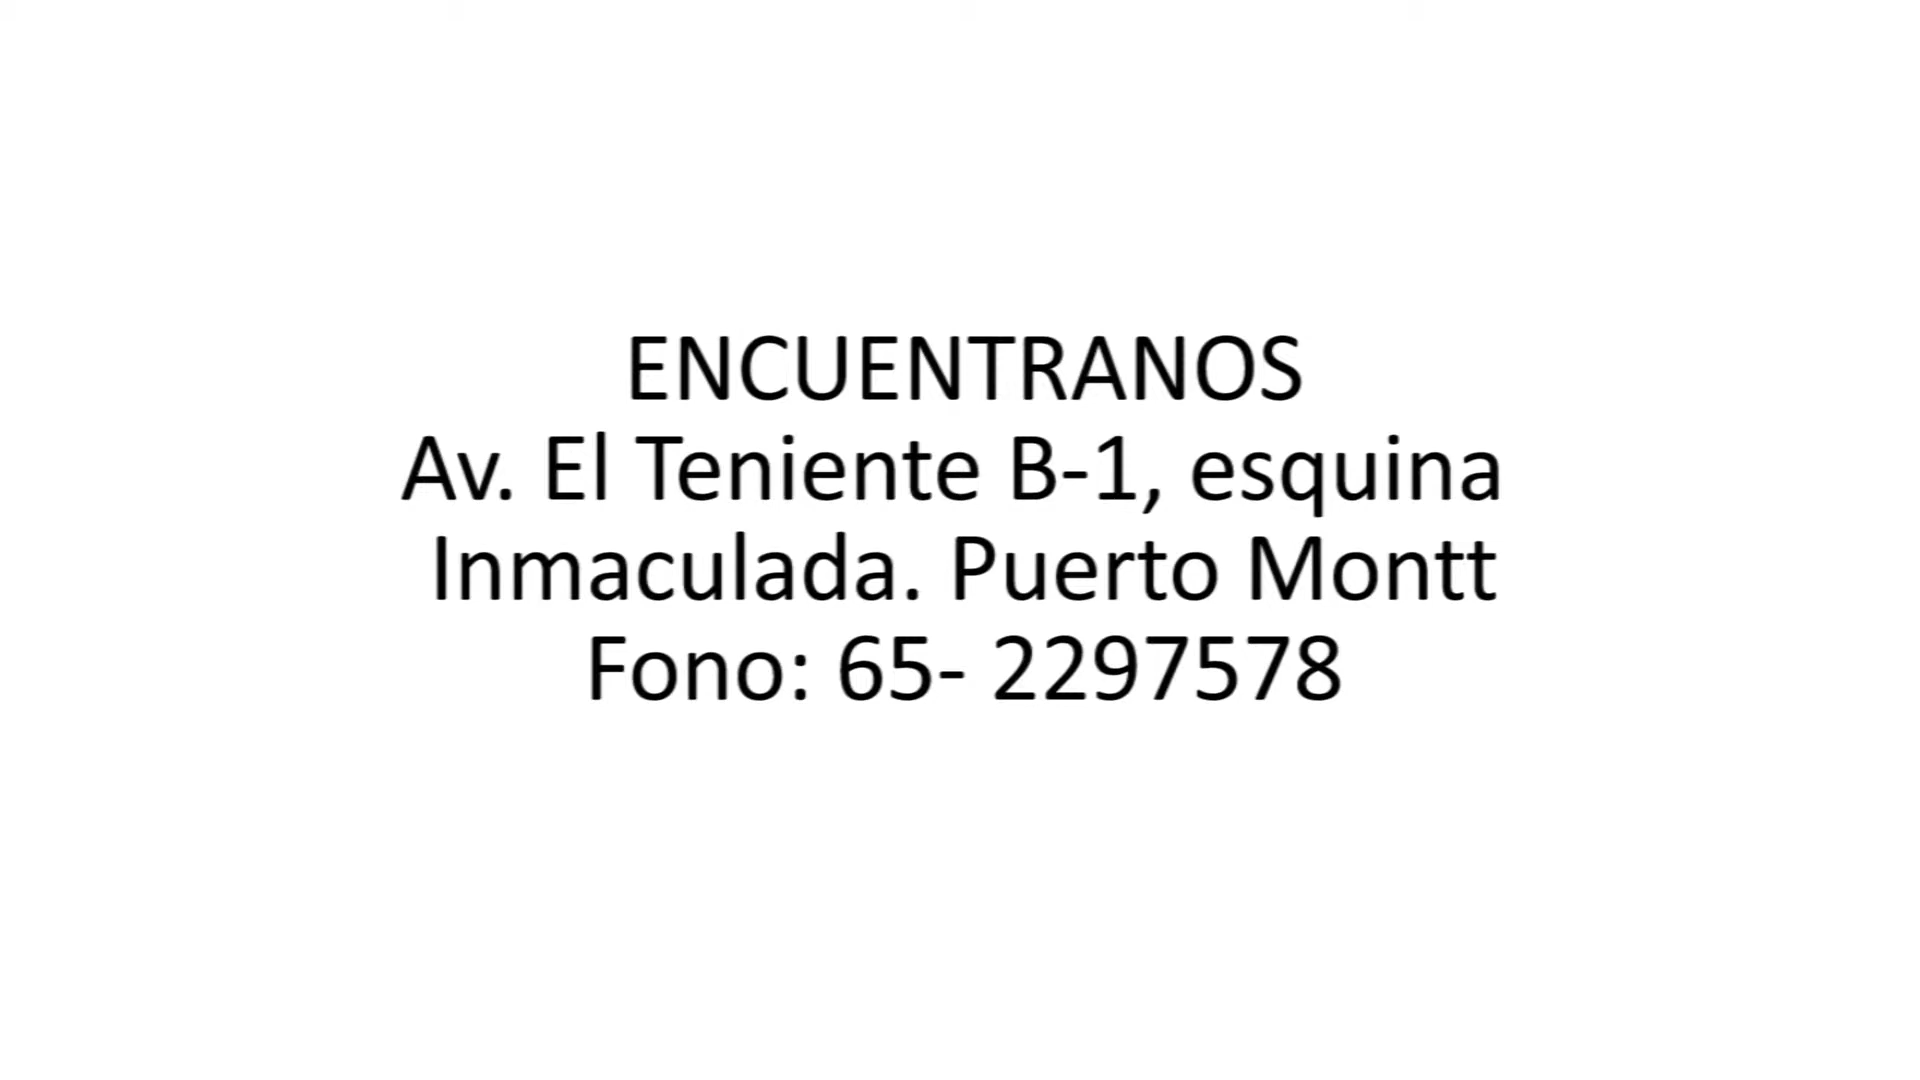 ENCUENTRANOS
Av. El Teniente B-1, esquina
Inmaculada. Puerto Montt
Fono: 65- 2297578